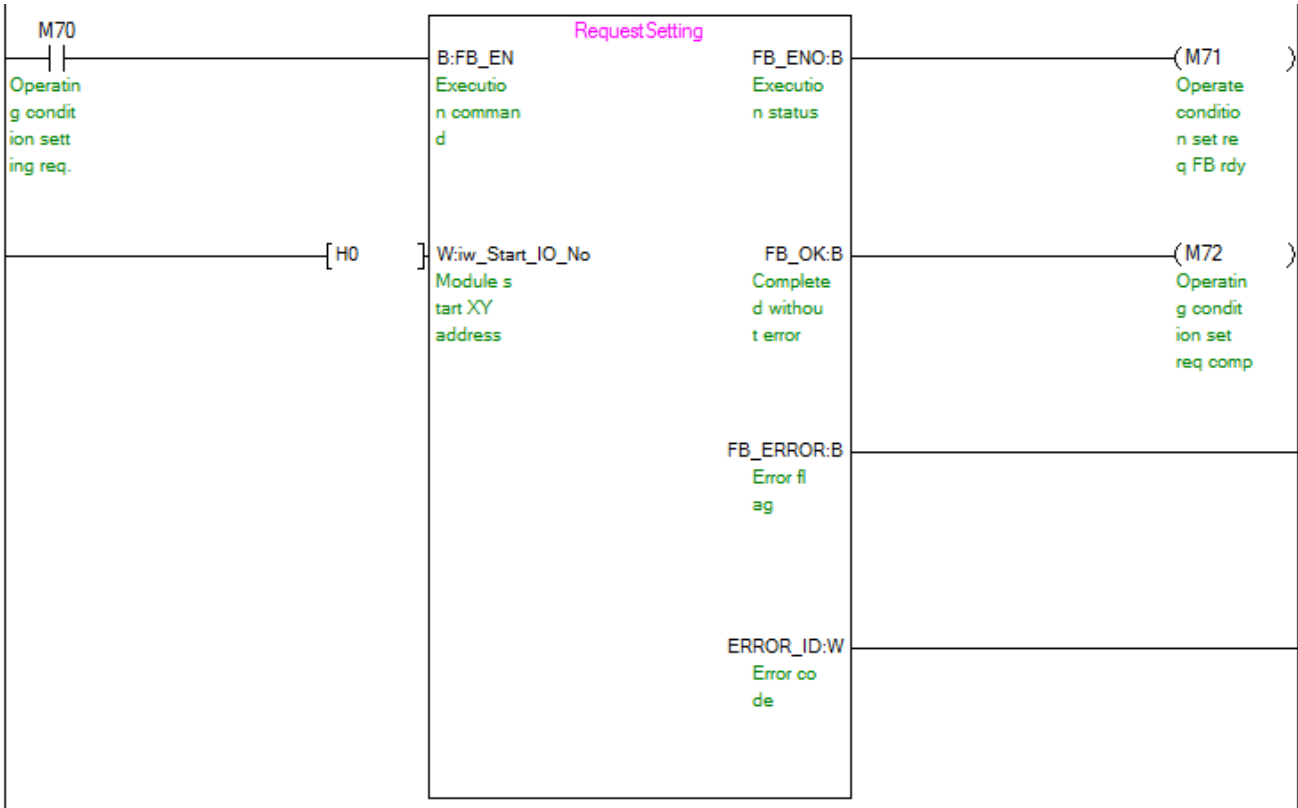 M70
RequestSetting
B:FB_EN
FB_ENO:B
(M71 )
Operatin
g condit
ion sett
ing req.
Executio
n comman
d
Executio
n status
Operate
conditio
n set re
q FB rdy
[H0 ]
W:iw_Start_IO_No
FB_OK:B
(M72 )
Module s
tart XY
address
Complete
d withou
t error
Operatin
g condit
ion set
req comp
FB_ERROR:B
Error fl
ag
ERROR_ID:W
Error co
de